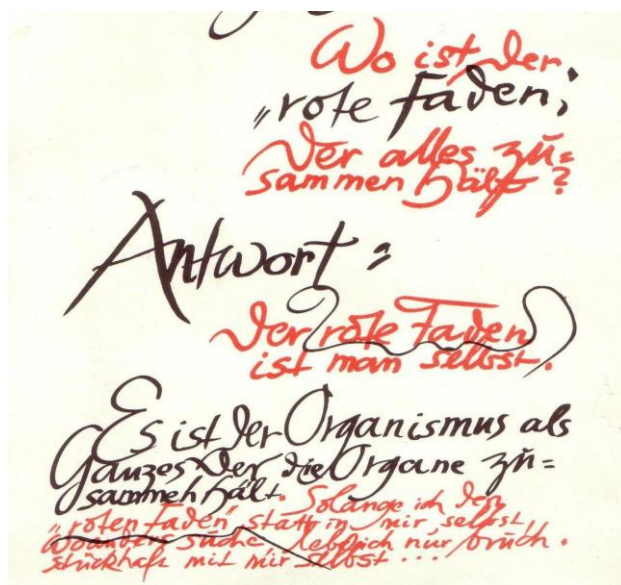 Wo ist der
„rote Faden",
der alles zu=
sammen hält?
Antwort =
Der rote Faden
ist man selbst.
Es ist der Organismus als
Ganzes der die Organe zu=
sammen hält. Solange ich den
„roten Faden" statt in mir selbst
woanders suche lebe ich nur bruch=
stückhaft mit mir selbst ...